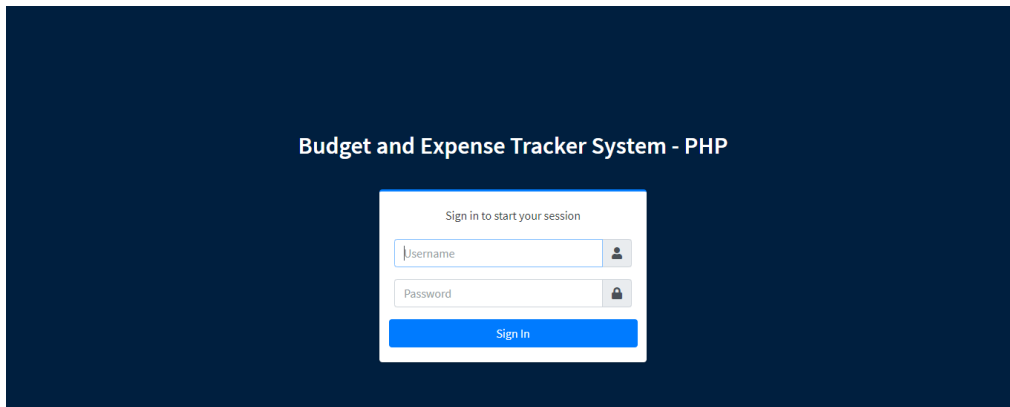 Budget and Expense Tracker System - PHP
Sign in to start your session
Username
Password
Sign In